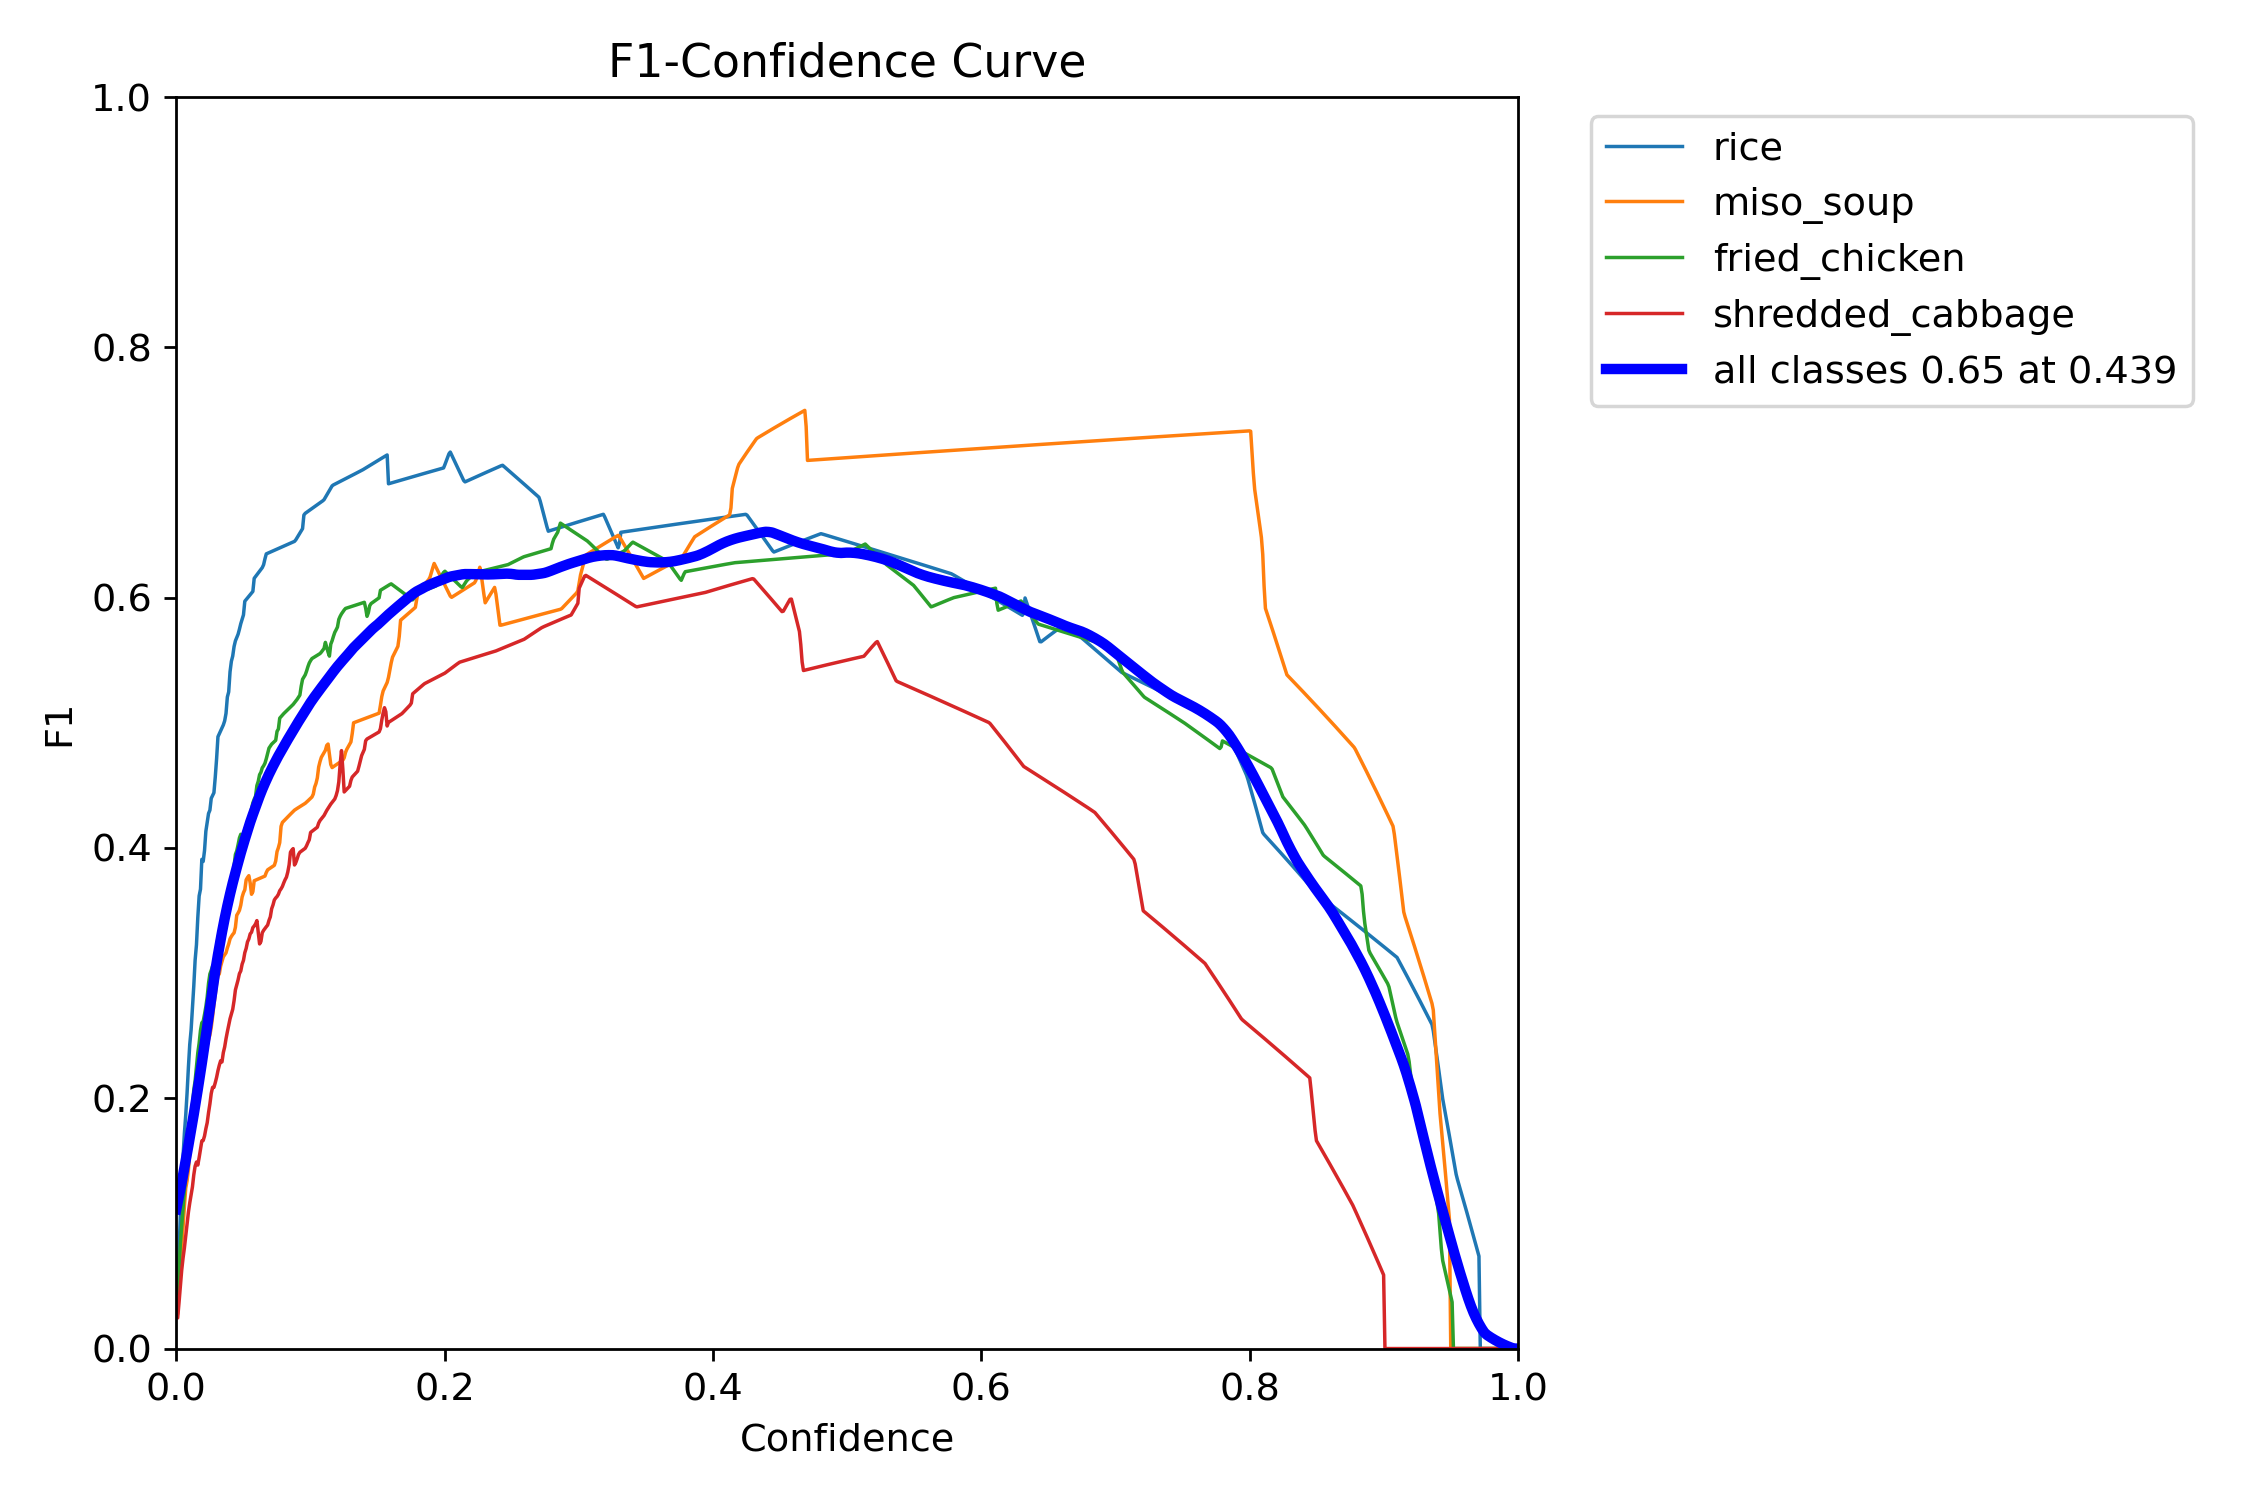 F1-Confidence Curve
1.0
0.8
0.6
0.4
0.2
0.0
F1
0.0 0.2 0.4 0.6 0.8 1.0
Confidence
rice
miso_soup
fried_chicken
shredded_cabbage
all classes 0.65 at 0.439